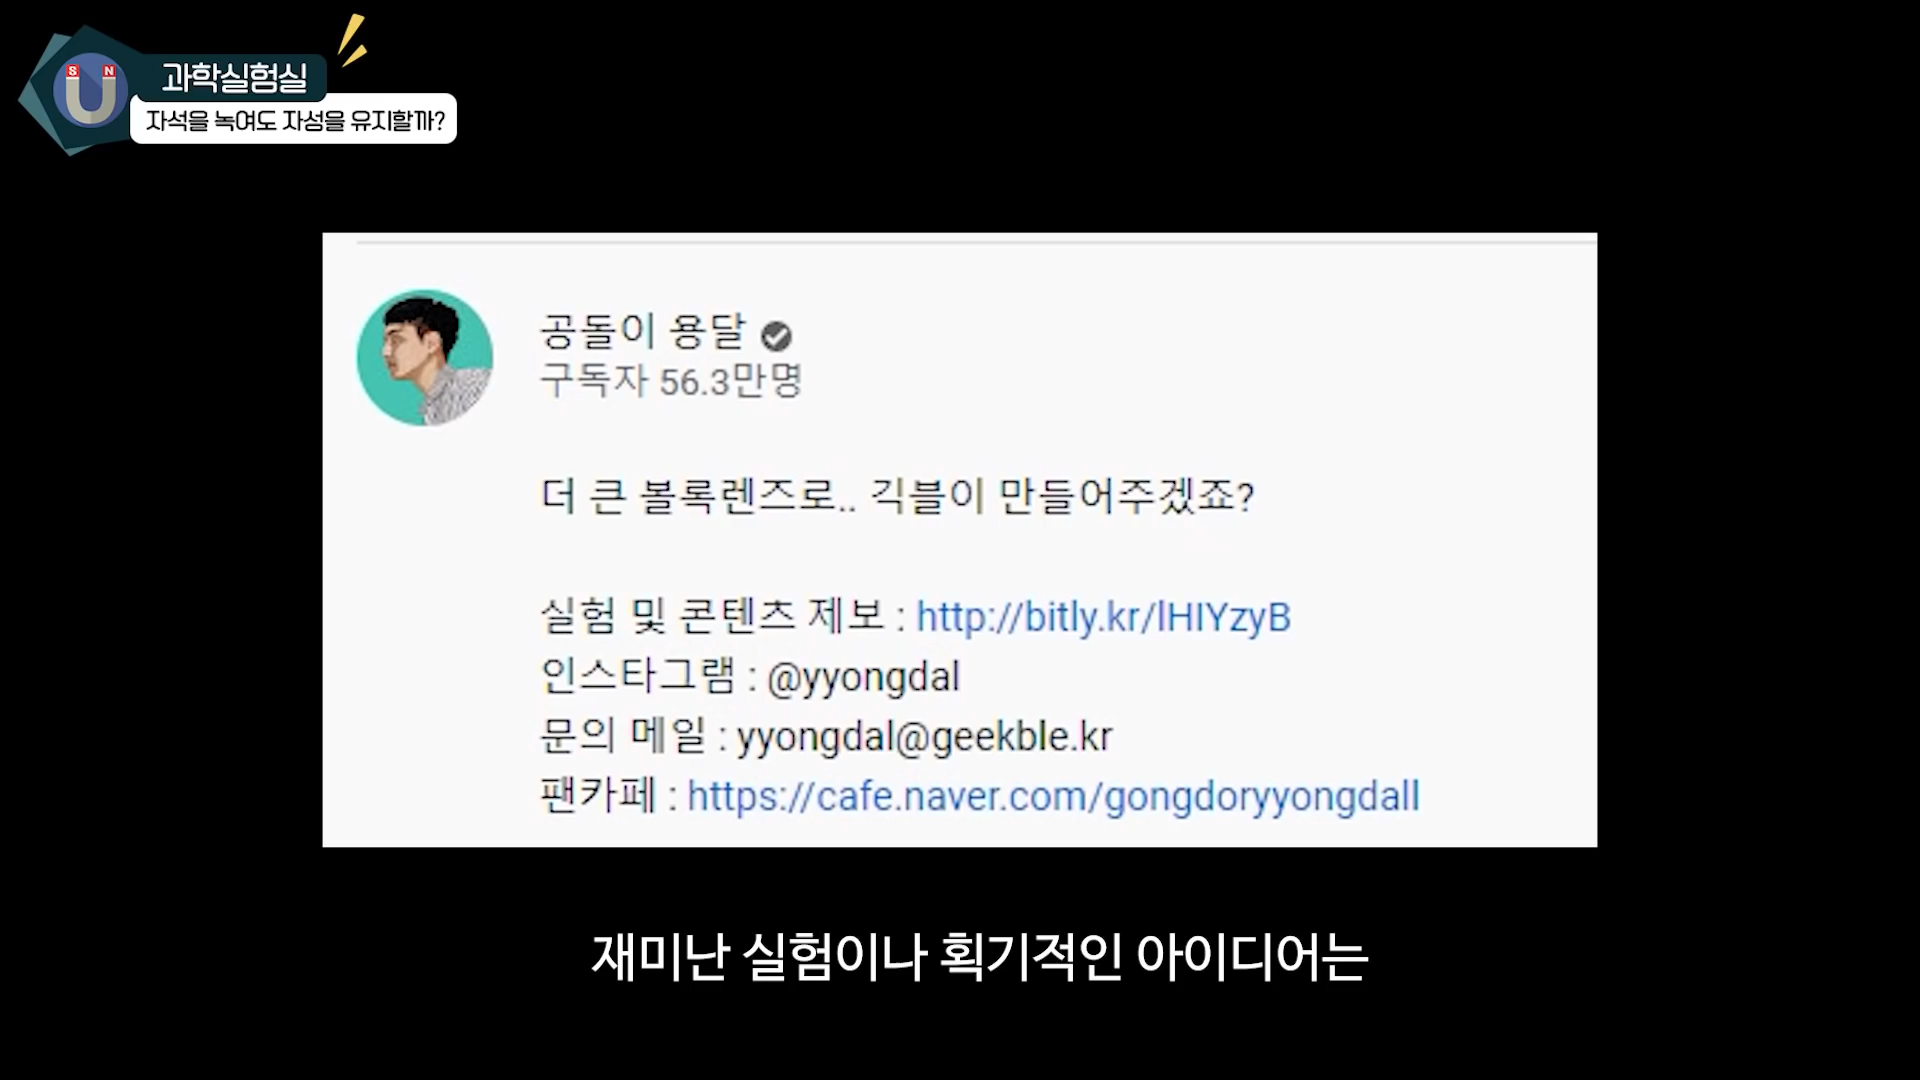 S N
과학실험실
자석을 녹여도 자성을 유지할까?
공돌이 용달
구독자 56.3만명
더 큰 볼록렌즈로.. 긱블이 만들어주겠죠?
실험 및 콘텐츠 제보 : http://bitly.kr/lHIYzyB
인스타그램 : @yyongdal
문의 메일 : yyongdal@geekble.kr
팬카페 : https://cafe.naver.com/gongdoryyongdall
재미난 실험이나 획기적인 아이디어는